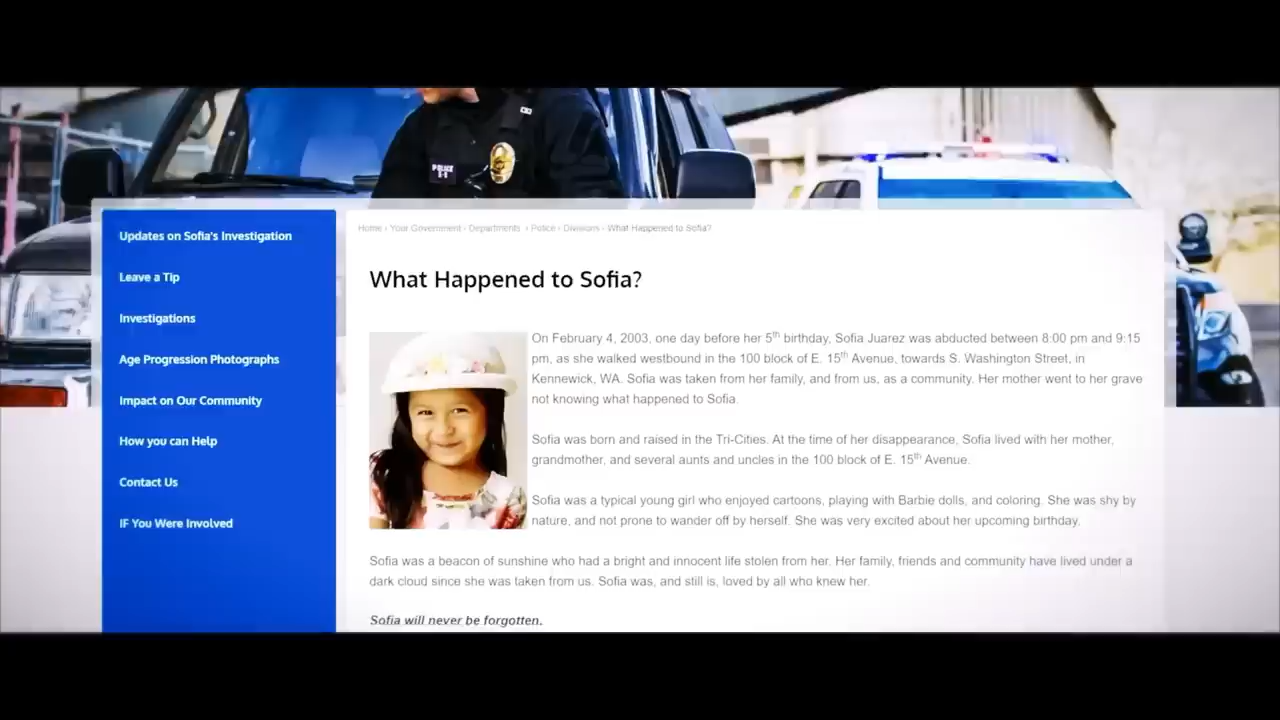 POLICE
Updates on Sofia's Investigation
Leave a Tip
Investigations
Age Progression Photographs
Impact on Our Community
How you can Help
Contact Us
IF You Were Involved
Home › Your Government › Departments › Police › Divisions › What Happened to Sofia?
What Happened to Sofia?
On February 4, 2003, one day before her 5th birthday, Sofia Juarez was abducted between 8:00 pm and 9:15
pm, as she walked westbound in the 100 block of E. 15th Avenue, towards S. Washington Street, in
Kennewick, WA. Sofia was taken from her family, and from us, as a community. Her mother went to her grave
not knowing what happened to Sofia.
Sofia was born and raised in the Tri-Cities. At the time of her disappearance, Sofia lived with her mother,
grandmother, and several aunts and uncles in the 100 block of E. 15th Avenue.
Sofia was a typical young girl who enjoyed cartoons, playing with Barbie dolls, and coloring. She was shy by
nature, and not prone to wander off by herself. She was very excited about her upcoming birthday.
Sofia was a beacon of sunshine who had a bright and innocent life stolen from her. Her family, friends and community have lived under a
dark cloud since she was taken from us. Sofia was, and still is, loved by all who knew her.
Sofia will never be forgotten.